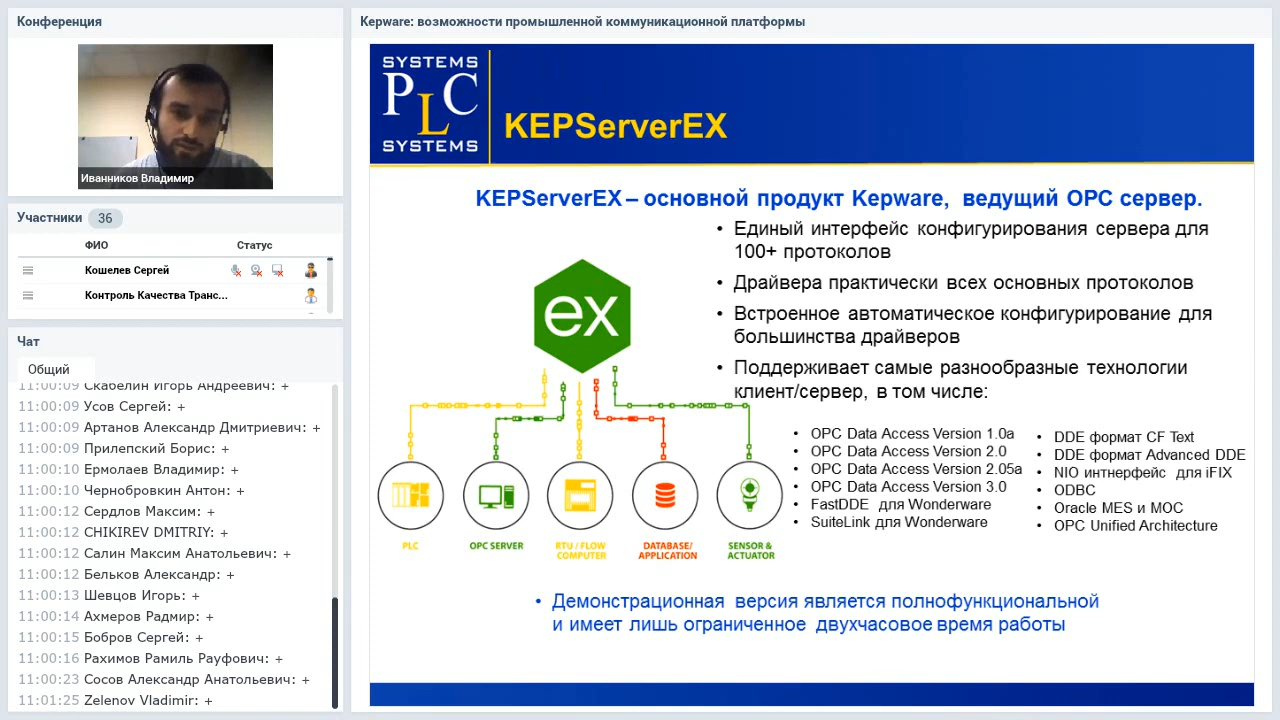 Конференция
Иванников Владимир
Участники 36
ФИО Статус
Кошелев Сергей
Контроль Качества Транс...
Чат
Общий
11:00:09 Скабелин Игорь Андреевич: +
11:00:09 Усов Сергей: +
11:00:09 Артанов Александр Дмитриевич: +
11:00:09 Прилепский Борис: +
11:00:10 Ермолаев Владимир: +
11:00:10 Чернобровкин Антон: +
11:00:12 Сердлов Максим: +
11:00:12 CHIKIREV DMITRIY: +
11:00:12 Салин Максим Анатольевич: +
11:00:12 Бельков Александр: +
11:00:13 Шевцов Игорь: +
11:00:14 Ахмеров Радмир: +
11:00:15 Бобров Сергей: +
11:00:16 Рахимов Рамиль Рауфович: +
11:00:23 Сосов Александр Анатольевич: +
11:01:25 Zelenov Vladimir: +
Kepware: возможности промышленной коммуникационной платформы
SYSTEMS
PLC
SYSTEMS
KEPServerEX
KEPServerEX – основной продукт Kepware, ведущий OPC сервер.
• Единый интерфейс конфигурирования сервера для
100+ протоколов
• Драйвера практически всех основных протоколов
• Встроенное автоматическое конфигурирование для
большинства драйверов
• Поддерживает самые разнообразные технологии
клиент/сервер, в том числе:
ex
PLC
OPC SERVER
RTU / FLOW
COMPUTER
DATABASE/
APPLICATION
SENSOR &
ACTUATOR
• OPC Data Access Version 1.0a
• OPC Data Access Version 2.0
• OPC Data Access Version 2.05a
• OPC Data Access Version 3.0
• FastDDE для Wonderware
• SuiteLink для Wonderware
• DDE формат CF Text
• DDE формат Advanced DDE
• NIO интнерфейс для iFIX
• ODBC
• Oracle MES и MOC
• OPC Unified Architecture
• Демонстрационная версия является полнофункциональной
и имеет лишь ограниченное двухчасовое время работы